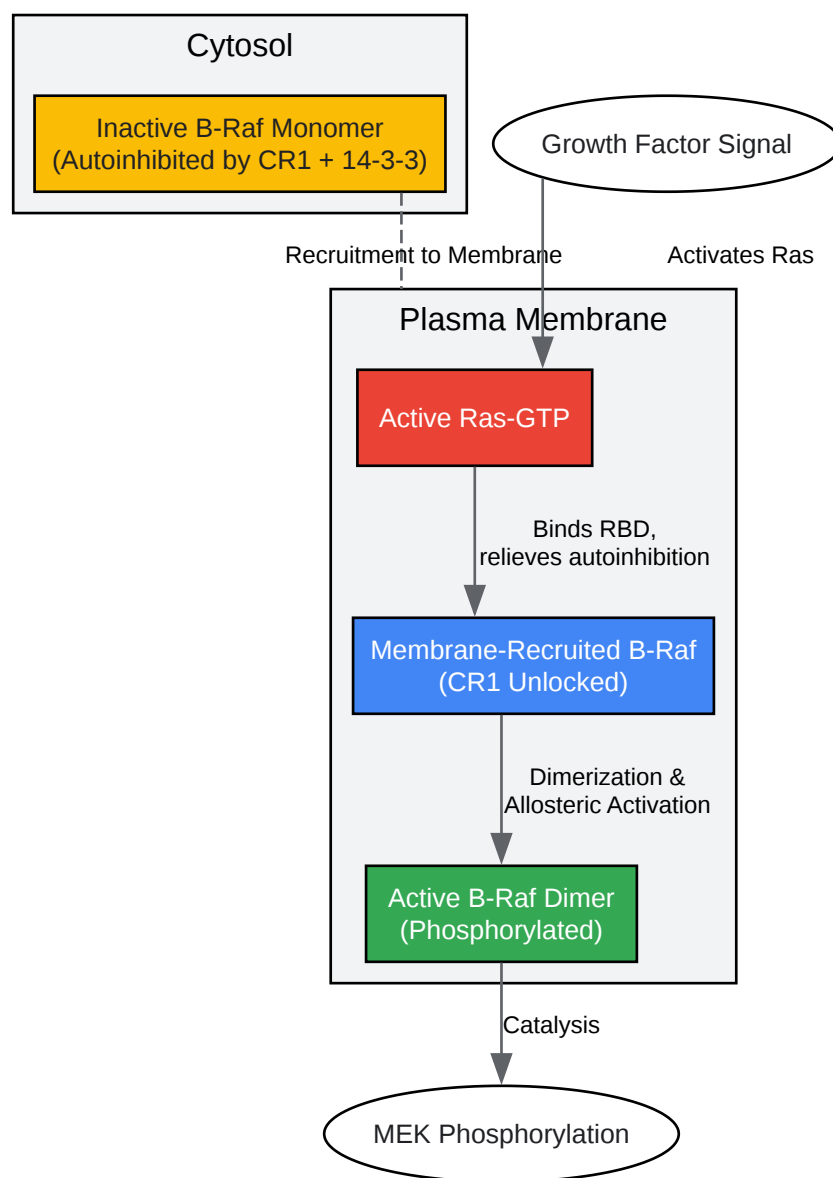 Cytosol
Inactive B-Raf Monomer
(Autoinhibited by CR1 + 14-3-3)
Growth Factor Signal
Recruitment to Membrane
Activates Ras
Plasma Membrane
Active Ras-GTP
Binds RBD,
relieves autoinhibition
Membrane-Recruited B-Raf
(CR1 Unlocked)
Dimerization &
Allosteric Activation
Active B-Raf Dimer
(Phosphorylated)
Catalysis
MEK Phosphorylation